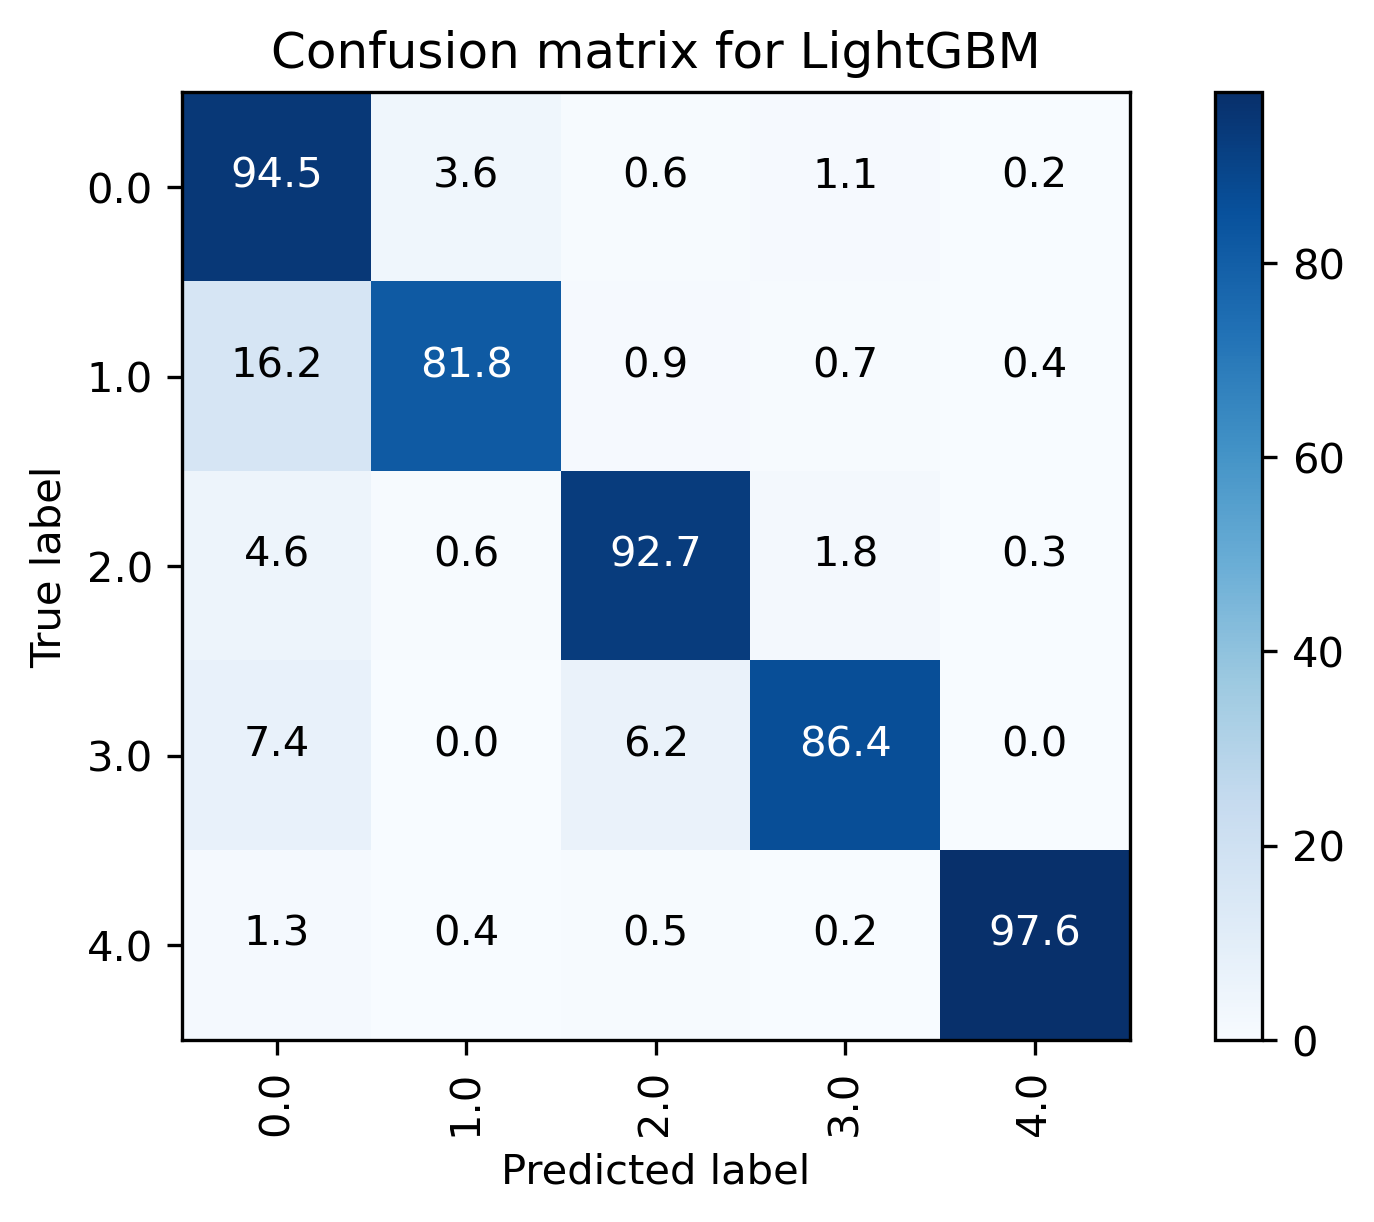 Confusion matrix for LightGBM
0.0 94.5 3.6 0.6 1.1 0.2
1.0 16.2 81.8 0.9 0.7 0.4
2.0 4.6 0.6 92.7 1.8 0.3
3.0 7.4 0.0 6.2 86.4 0.0
4.0 1.3 0.4 0.5 0.2 97.6
0.0 1.0 2.0 3.0 4.0
Predicted label
True label
80
60
40
20
0